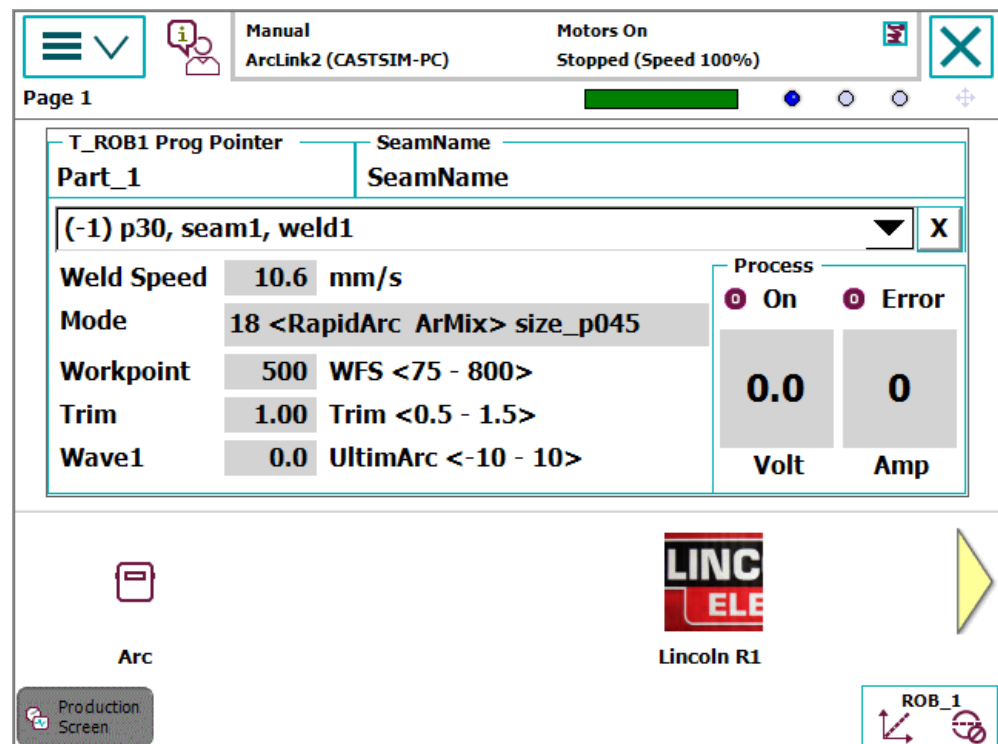 Manual
Motors On
ArcLink2 (CASTSIM-PC)
Stopped (Speed 100%)
Page 1
T_ROB1 Prog Pointer
SeamName
Part_1
SeamName
(-1) p30, seam1, weld1
X
Weld Speed 10.6 mm/s
Mode 18 <RapidArc ArMix> size_p045
Workpoint 500 WFS <75 - 800>
Trim 1.00 Trim <0.5 - 1.5>
Wave1 0.0 UltimArc <-10 - 10>
Process
On
Error
0.0
0
Volt
Amp
LINC
ELE
Arc
Lincoln R1
Production
Screen
ROB_1